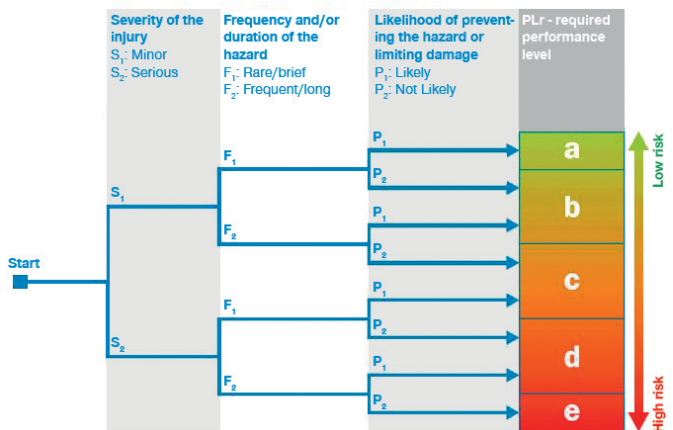 Severity of the
injury
S₁: Minor
S₂: Serious
Frequency and/or
duration of the
hazard
F₁: Rare/brief
F₂: Frequent/long
Likelihood of prevent-
ing the hazard or
limiting damage
P₁: Likely
P₂: Not Likely
PLr - required
performance
level
Start
S₁
S₂
F₁
F₂
F₁
F₂
P₁
P₂
P₁
P₂
P₁
P₂
P₁
P₂
a
b
c
d
e
Low risk
High risk